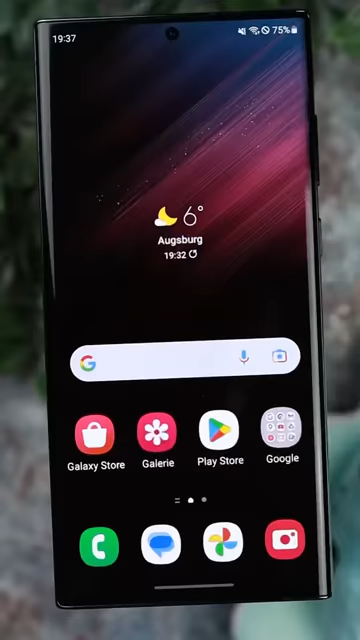 19:37
75%
6°
Augsburg
19:32
Galaxy Store
Galerie
Play Store
Google